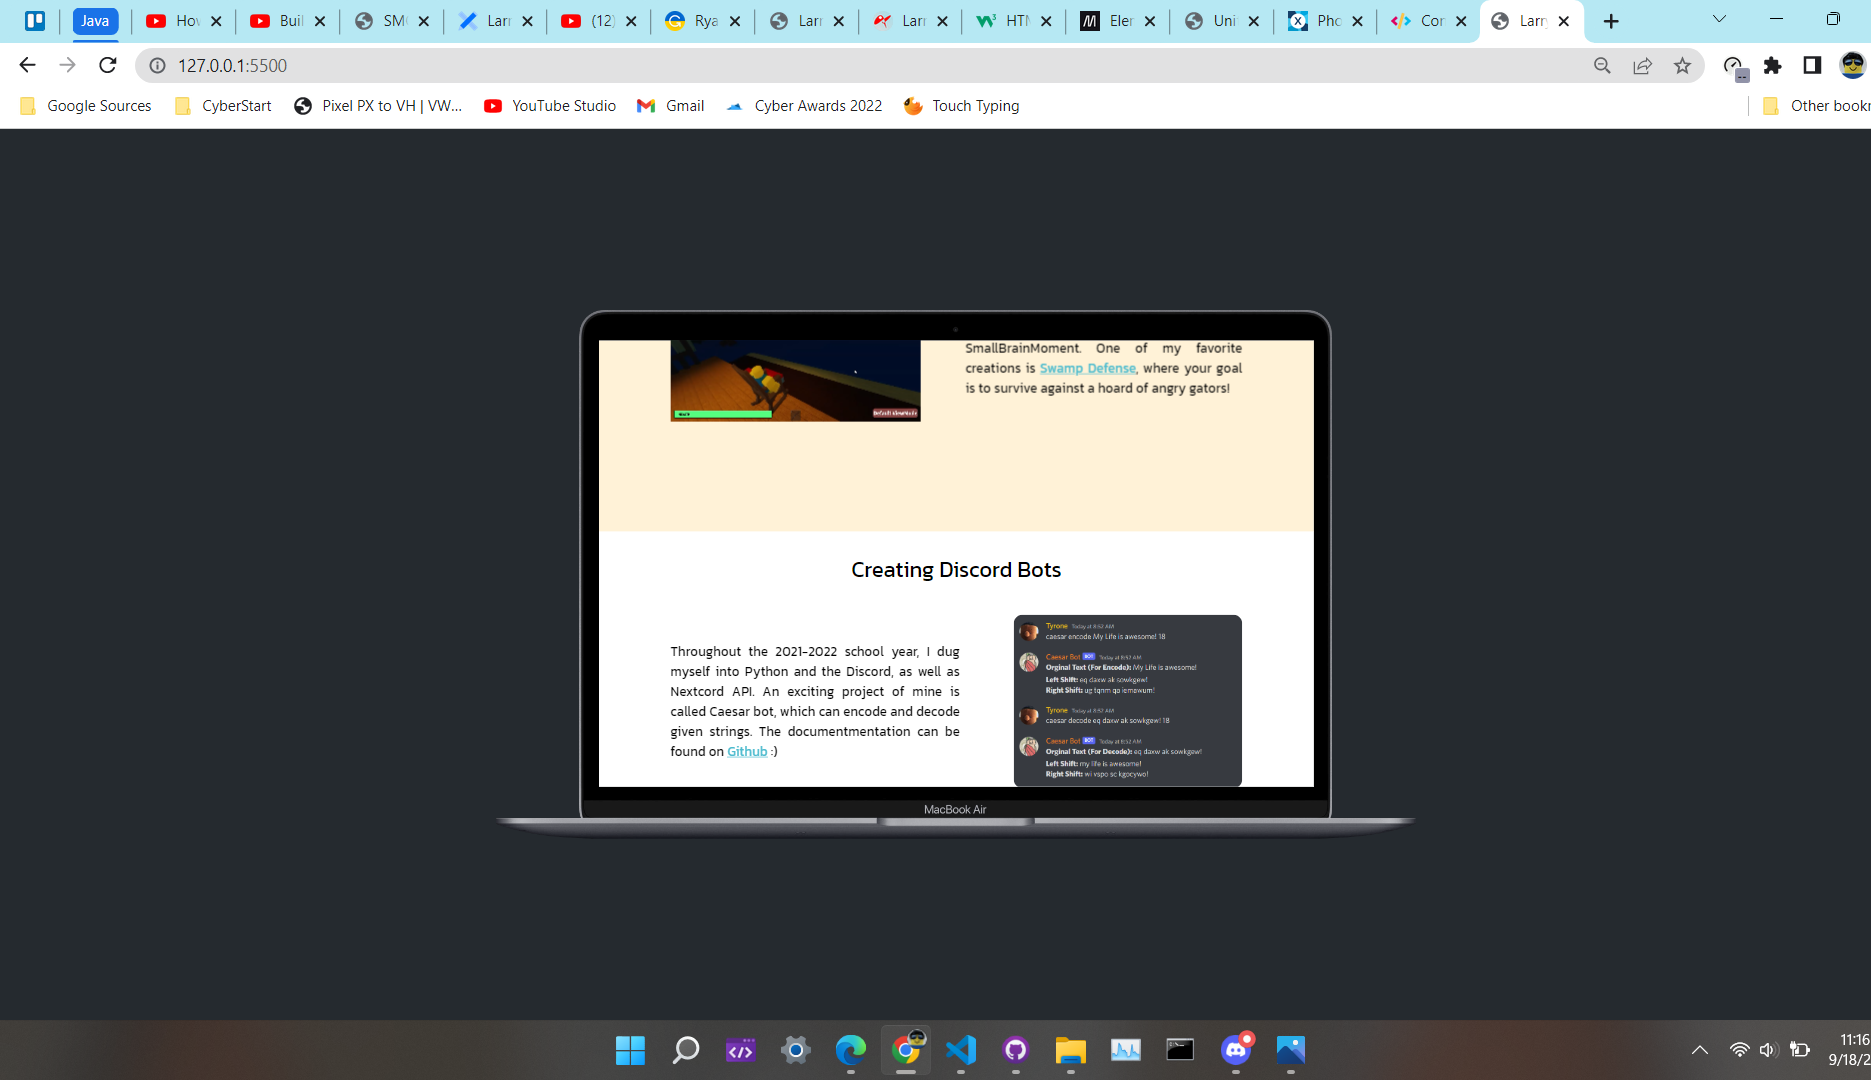 Java
How
Buil
SM
Larr
(12)
Rya
Larr
Larr
HTM
Eler
Uni
Pho
Cor
Larry
127.0.0.1:5500
Google Sources
CyberStart
Pixel PX to VH | VW...
YouTube Studio
Gmail
Cyber Awards 2022
Touch Typing
Other bookr
SmallBrainMoment. One of my favorite
creations is Swamp Defense, where your goal
is to survive against a hoard of angry gators!
Default ViewMode
Creating Discord Bots
Throughout the 2021-2022 school year, I dug
myself into Python and the Discord, as well as
Nextcord API. An exciting project of mine is
called Caesar bot, which can encode and decode
given strings. The documentmentation can be
found on Github :)
Tyrone Today at 8:52 AM
caesar encode My Life is awesome! 18
Caesar Bot BOT Today at 8:52 AM
Orginal Text (For Encode): My Life is awesome!
Left Shift: eq daxw ak sowkgew!
Right Shift: ug tqnm qa iemawum!
Tyrone Today at 8:52 AM
caesar decode eq daxw ak sowkgew! 18
Caesar Bot BOT Today at 8:52 AM
Orginal Text (For Decode): eq daxw ak sowkgew!
Left Shift: my life is awesome!
Right Shift: wi vspo sc kgocywo!
MacBook Air
11:16
9/18/2